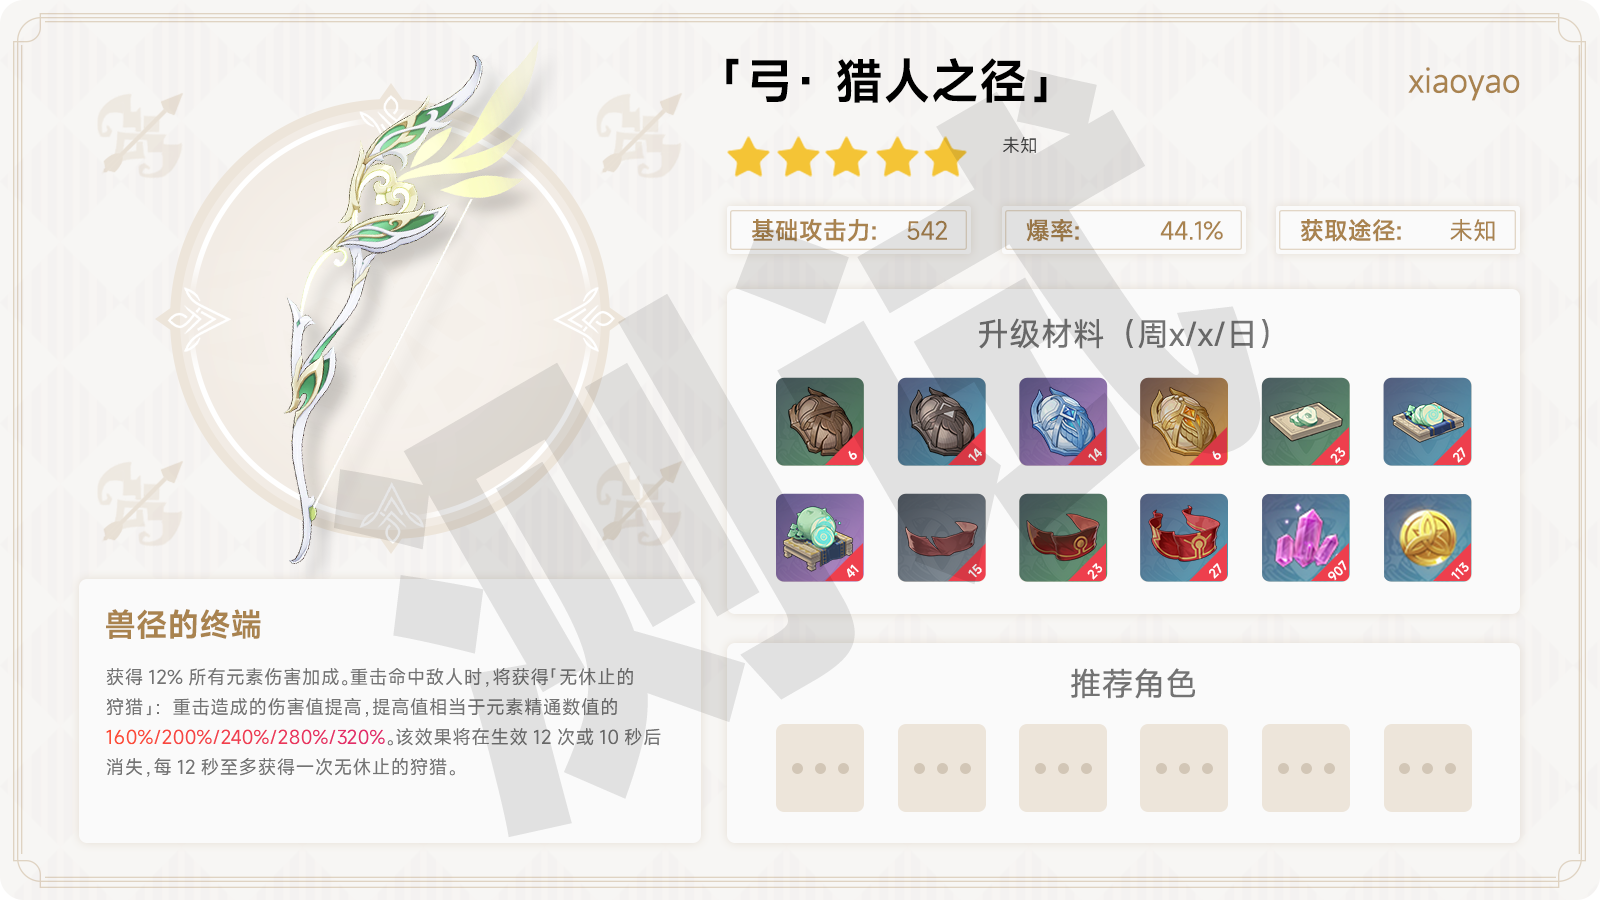 「弓· 猎人之径」
xiaoyao
未知
基础攻击力: 542
爆率: 44.1%
获取途径: 未知
升级材料（周x/x/日）
6
14
14
6
23
27
41
15
23
27
907
113
兽径的终端
获得 12% 所有元素伤害加成。重击命中敌人时,将获得「无休止的
狩猎」: 重击造成的伤害值提高,提高值相当于元素精通数值的
160%/200%/240%/280%/320%。该效果将在生效 12 次或 10 秒后
消失,每 12 秒至多获得一次无休止的狩猎。
推荐角色
测试